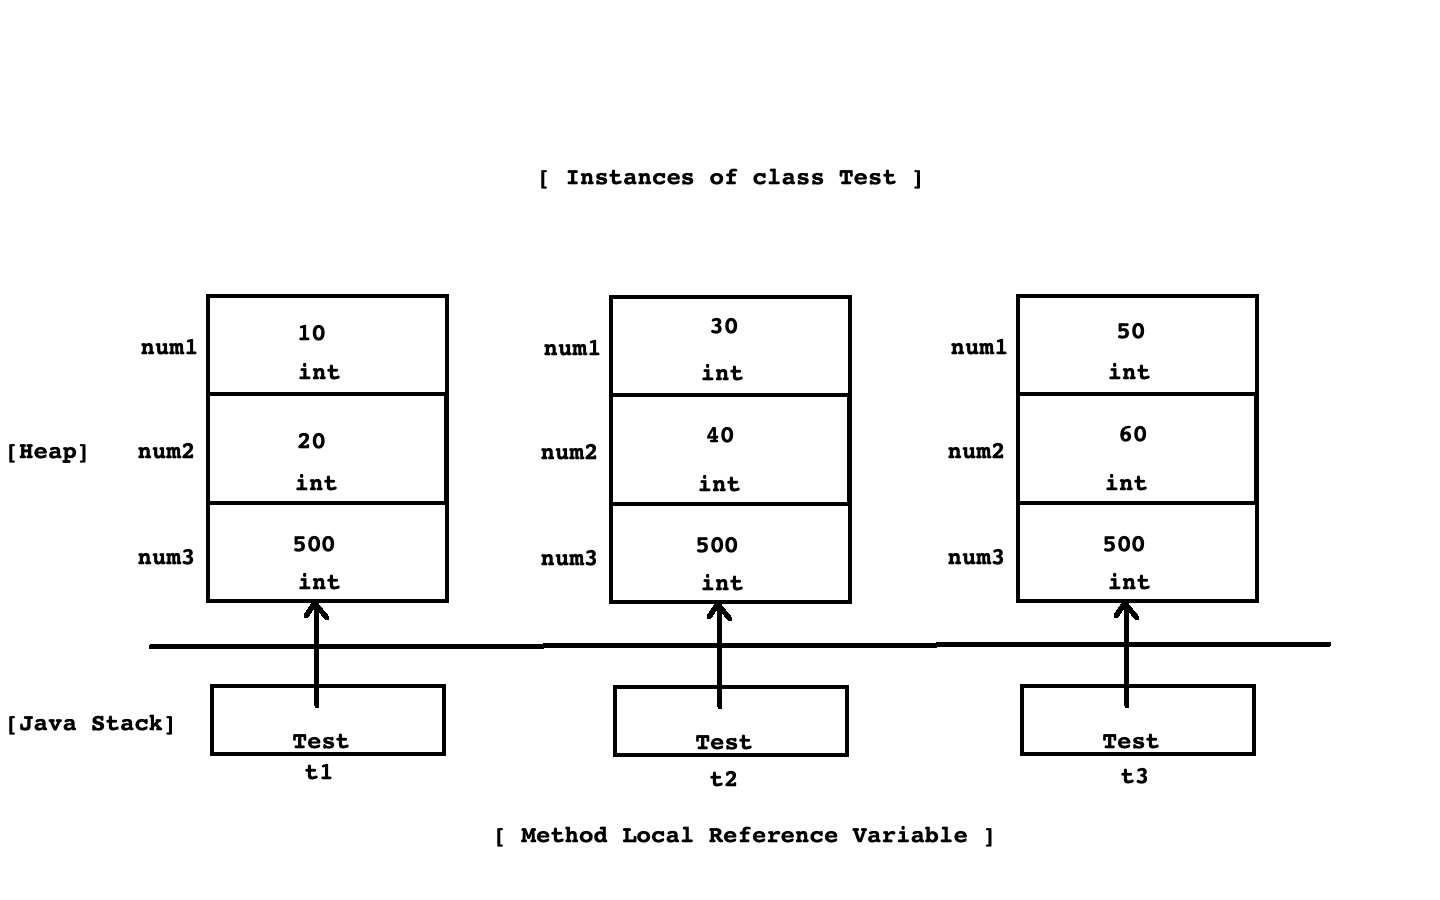 [ Instances of class Test ]
10 30 50
num1 num1 num1
int int int
20 40 60
[Heap] num2 num2 num2
int int int
500 500 500
num3 num3 num3
int int int
[Java Stack]
Test Test Test
t1 t2 t3
[ Method Local Reference Variable ]